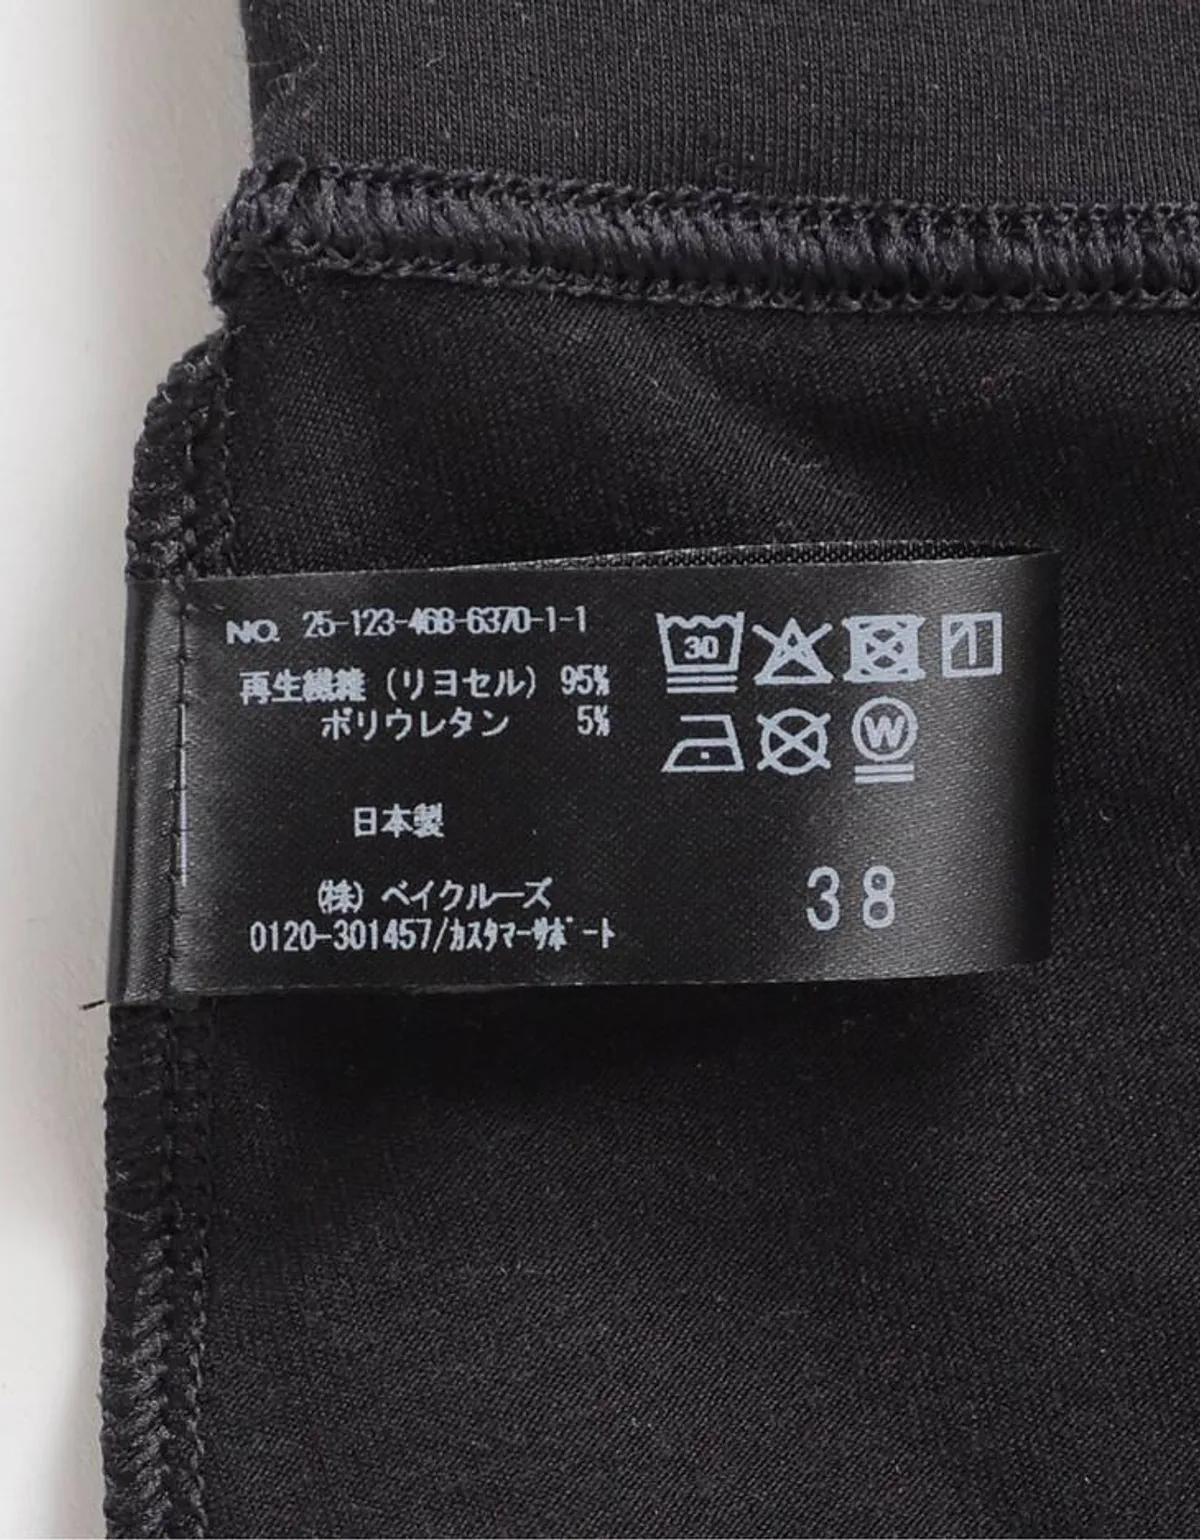 NO. 25-123-468-6370-1-1
再生繊維 (リヨセル) 95%
ポリウレタン 5%
日本製
(株) ベイクルーズ
0120-301457/ｶｽﾀﾏｰｻﾎﾟｰﾄ
30
W
38